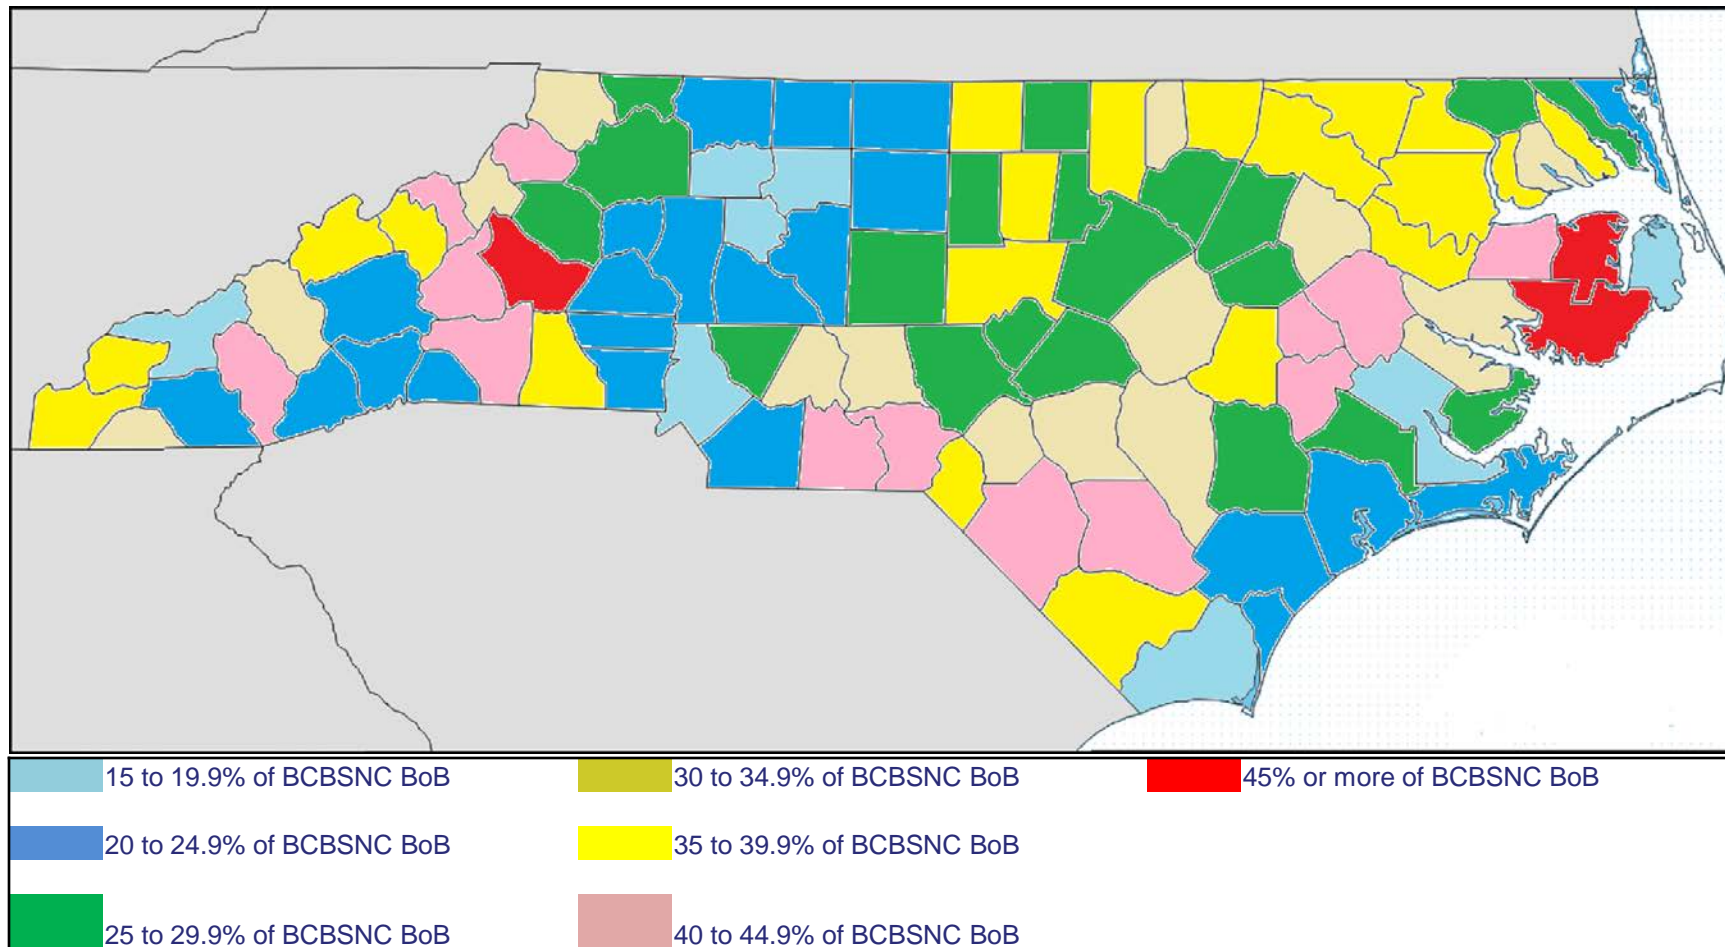 15 to 19.9% of BCBSNC BoB
30 to 34.9% of BCBSNC BoB
45% or more of BCBSNC BoB
20 to 24.9% of BCBSNC BoB
35 to 39.9% of BCBSNC BoB
25 to 29.9% of BCBSNC BoB
40 to 44.9% of BCBSNC BoB